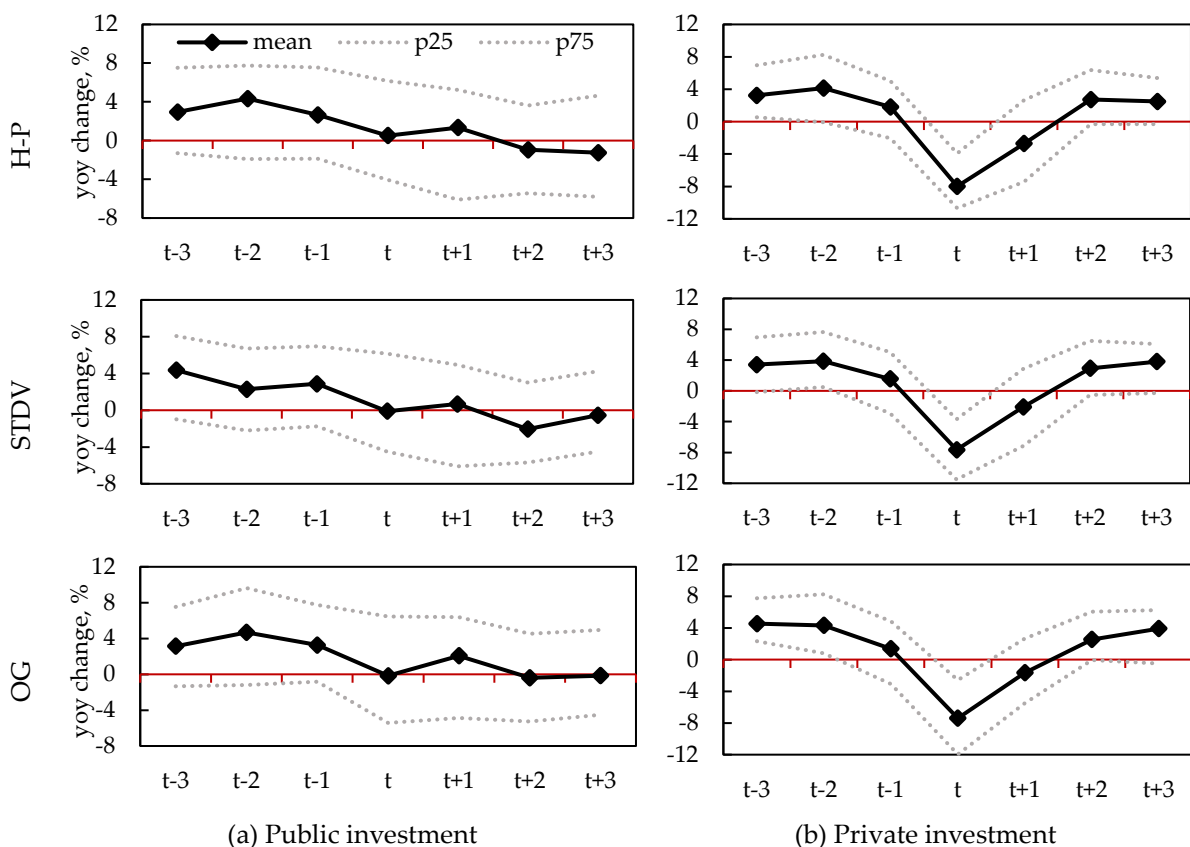 12
8
4
0
-4
-8
yoy change, %
H-P
mean p25 p75
t-3 t-2 t-1 t t+1 t+2 t+3
12
8
4
0
-4
-8
-12
t-3 t-2 t-1 t t+1 t+2 t+3
12
8
4
0
-4
-8
yoy change, %
STDV
t-3 t-2 t-1 t t+1 t+2 t+3
12
8
4
0
-4
-8
-12
t-3 t-2 t-1 t t+1 t+2 t+3
12
8
4
0
-4
-8
yoy change, %
OG
t-3 t-2 t-1 t t+1 t+2 t+3
12
8
4
0
-4
-8
-12
t-3 t-2 t-1 t t+1 t+2 t+3
(a) Public investment
(b) Private investment